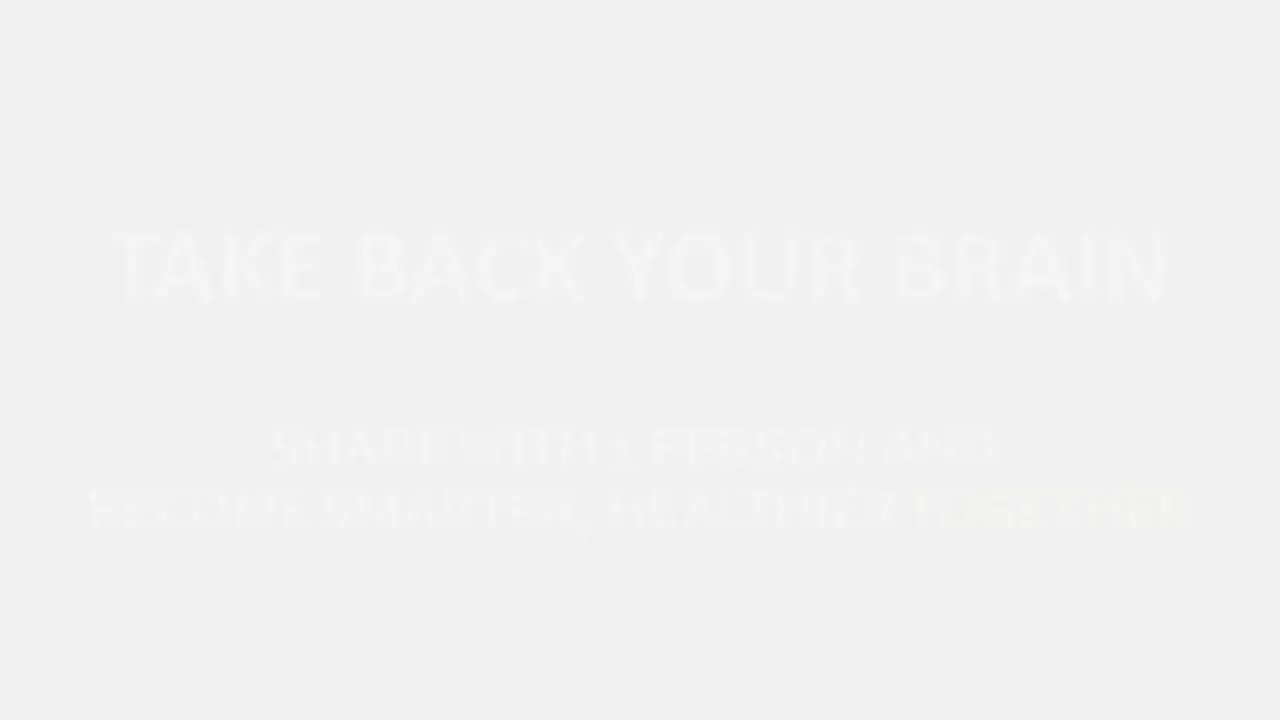 TAKE BACK YOUR BRAIN
SHARE WITH 1 PERSON AND
BECOME SMARTER, HEALTHIER TOGETHER